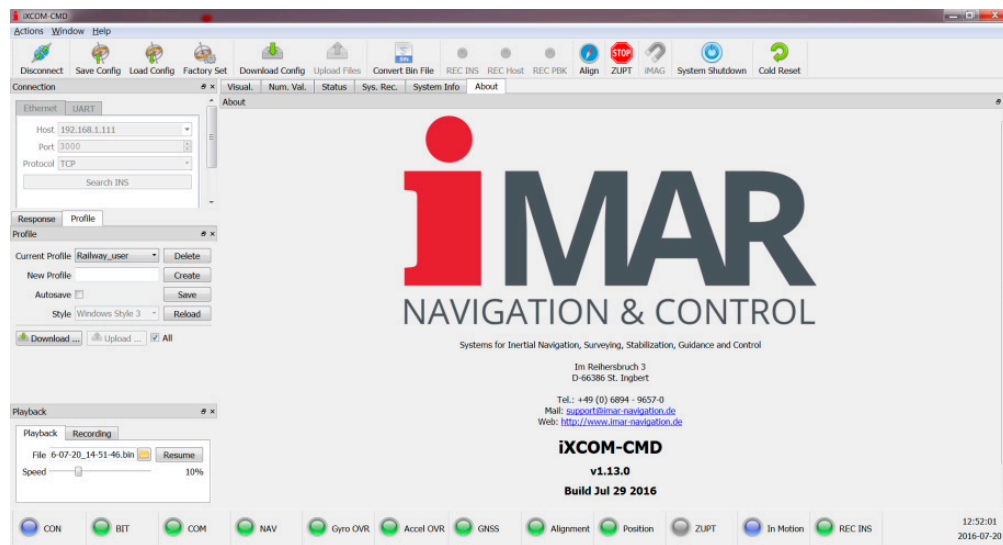 iXCOM-CMD
Actions Window Help
Disconnect Save Config Load Config Factory Set Download Config Upload Files Convert Bin File REC INS REC Host REC PBK Align ZUPT iMAG System Shutdown Cold Reset
STOP
BIN
Connection
Visual. Num. Val. Status Sys. Rec. System Info About
About
Ethernet UART
Host 192.168.1.111
Port 3000
Protocol TCP
Search INS
Response Profile
Profile
Current Profile Railway_user Delete
New Profile Create
Autosave Save
Style Windows Style 3 Reload
Download ... Upload ... All
Playback
Playback Recording
File 6-07-20_14-51-46.bin Resume
Speed 10%
iMAR
NAVIGATION & CONTROL
Systems for Inertial Navigation, Surveying, Stabilization, Guidance and Control
Im Reihersbruch 3
D-66386 St. Ingbert
Tel.: +49 (0) 6894 - 9657-0
Mail: support@imar-navigation.de
Web: http://www.imar-navigation.de
iXCOM-CMD
v1.13.0
Build Jul 29 2016
CON BIT COM NAV Gyro OVR Accel OVR GNSS Alignment Position ZUPT In Motion REC INS
12:52:01
2016-07-20